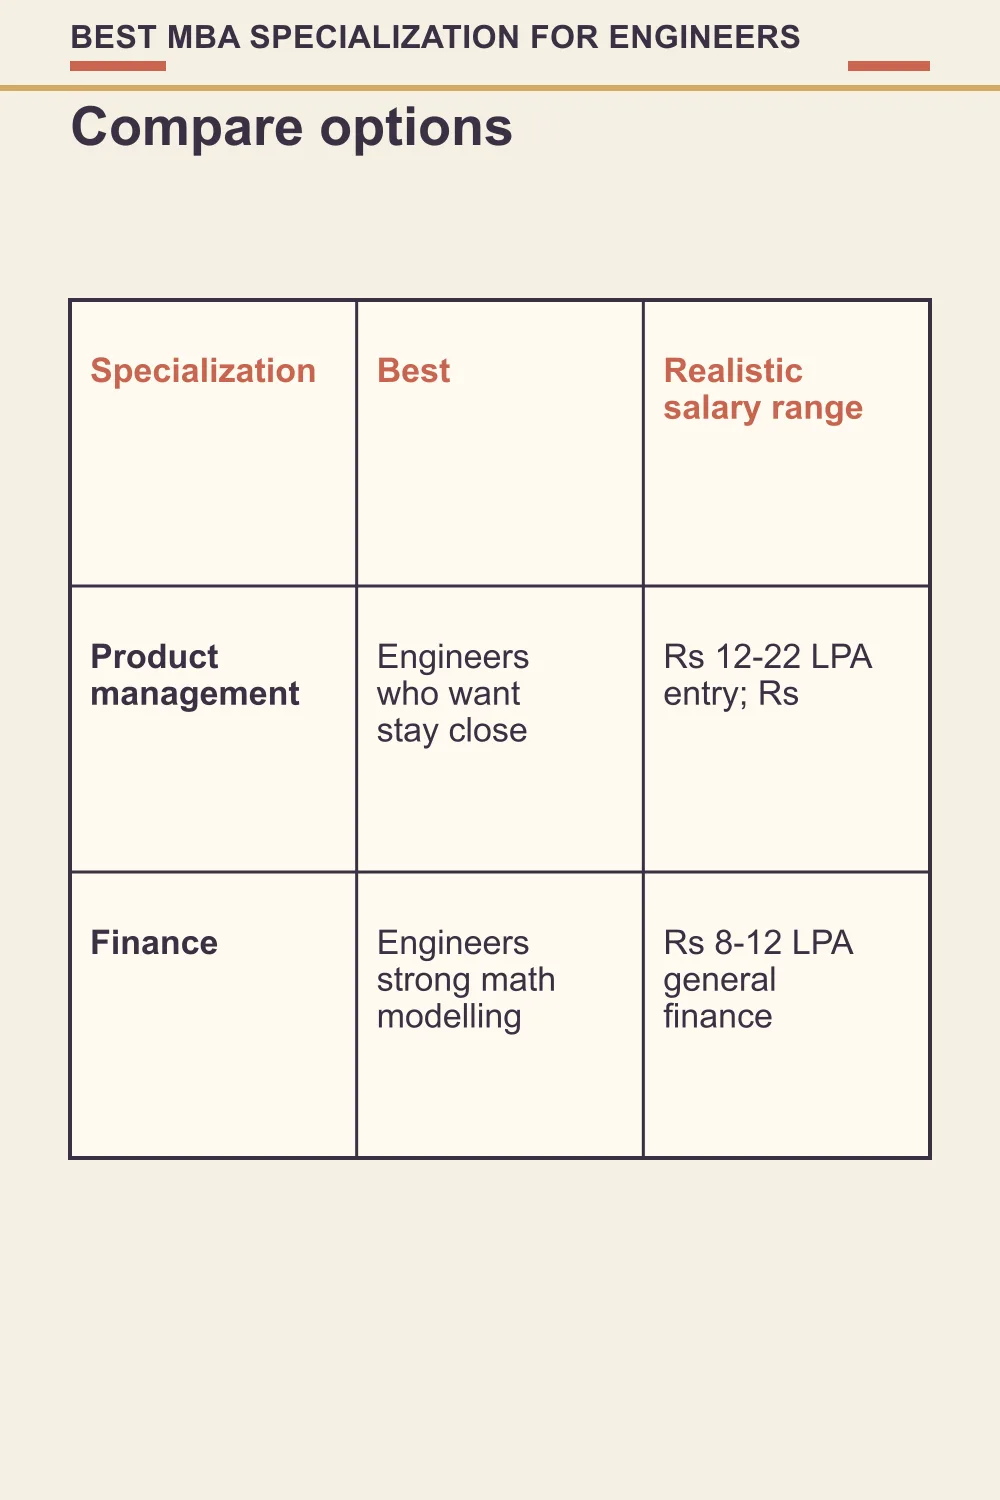 BEST MBA SPECIALIZATION FOR ENGINEERS
Compare options
Specialization
Best
Realistic
salary range
Product
management
Engineers
who want
stay close
Rs 12-22 LPA
entry; Rs
Finance
Engineers
strong math
modelling
Rs 8-12 LPA
general
finance